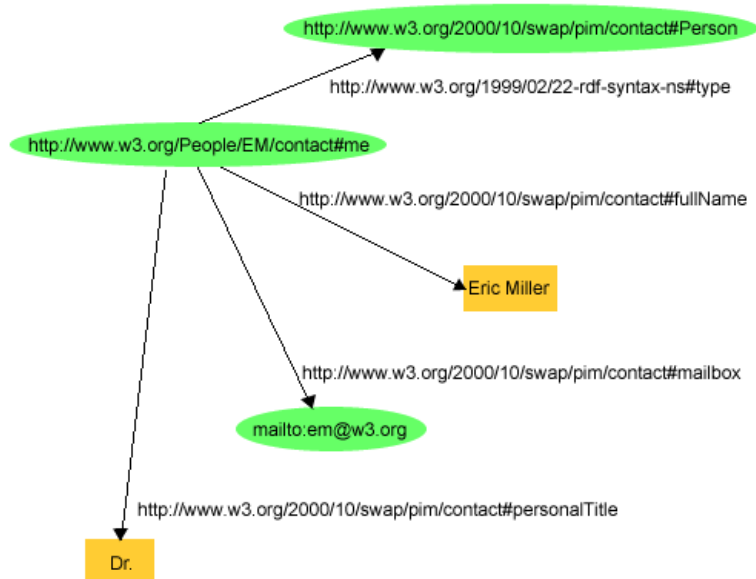 http://www.w3.org/2000/10/swap/pim/contact#Person
http://www.w3.org/1999/02/22-rdf-syntax-ns#type
http://www.w3.org/People/EM/contact#me
http://www.w3.org/2000/10/swap/pim/contact#fullName
Eric Miller
http://www.w3.org/2000/10/swap/pim/contact#mailbox
mailto:em@w3.org
http://www.w3.org/2000/10/swap/pim/contact#personalTitle
Dr.